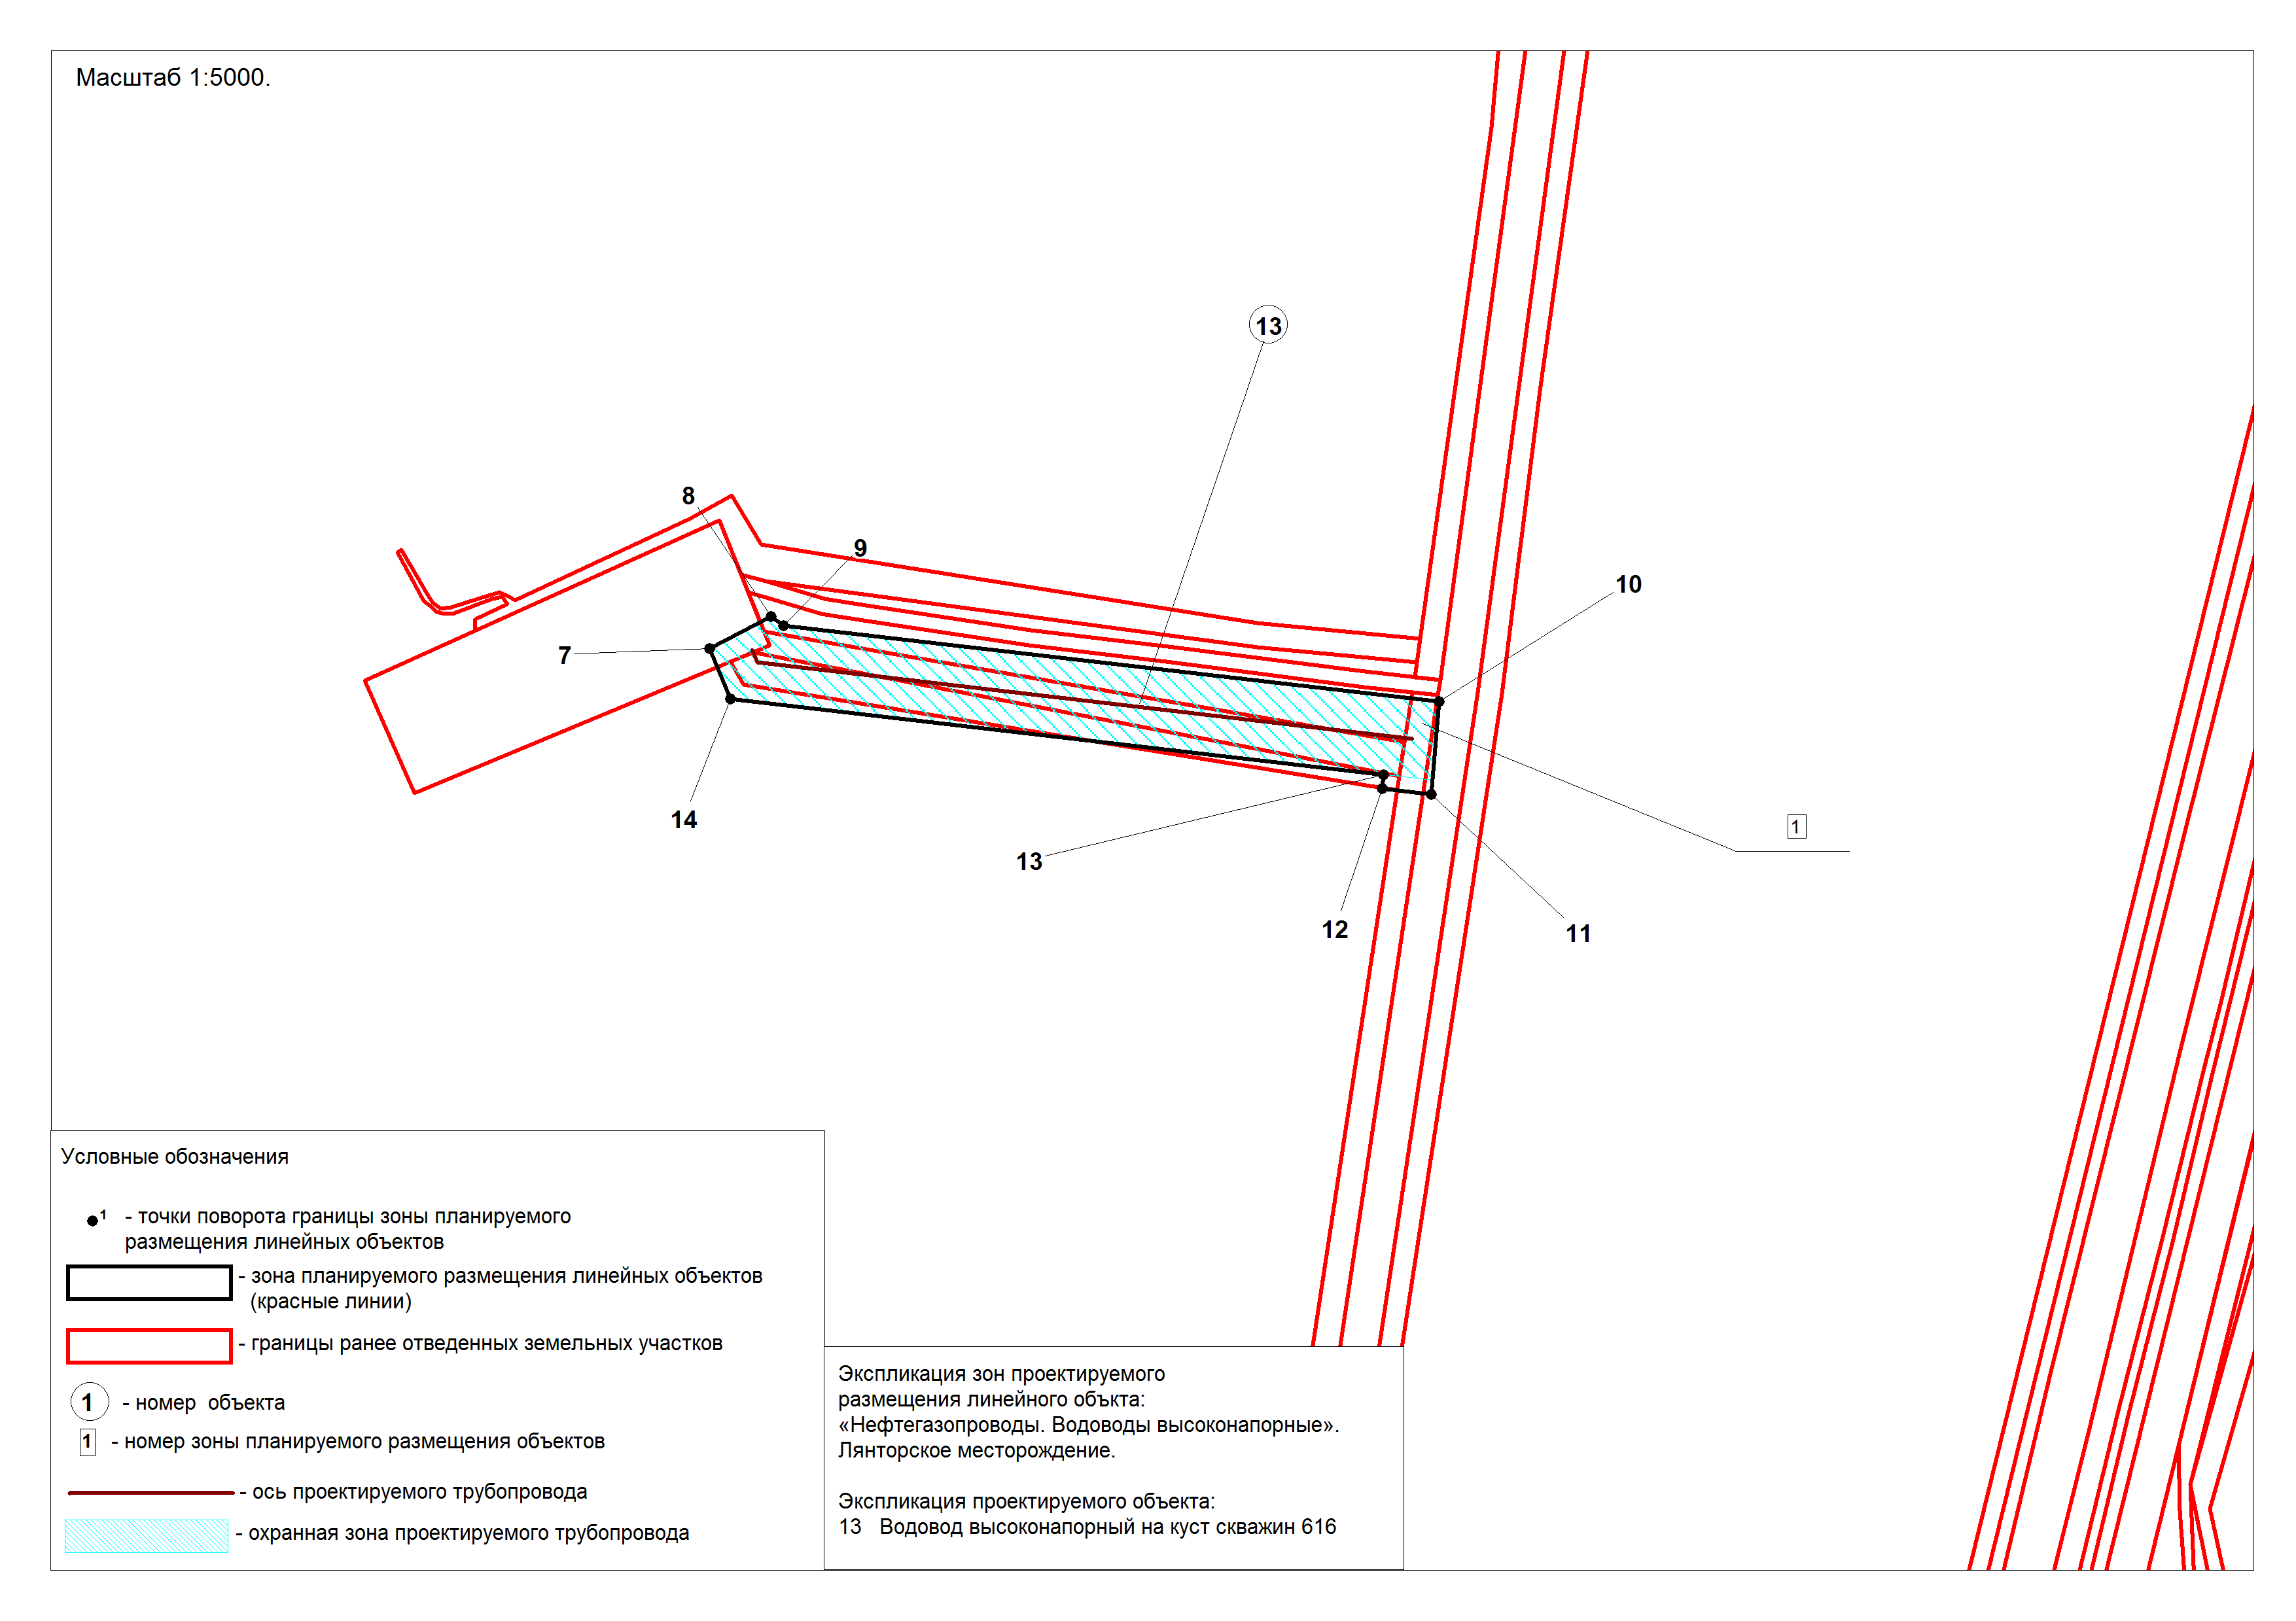 Масштаб 1:5000.
13
8
9
10
7
1
14
13
12
11
Условные обозначения
1 - точки поворота границы зоны планируемого
размещения линейных объектов
- зона планируемого размещения линейных объектов
(красные линии)
- границы ранее отведенных земельных участков
1 - номер объекта
1 - номер зоны планируемого размещения объектов
- ось проектируемого трубопровода
- охранная зона проектируемого трубопровода
Экспликация зон проектируемого
размещения линейного объкта:
«Нефтегазопроводы. Водоводы высоконапорные».
Лянторское месторождение.
Экспликация проектируемого объекта:
13 Водовод высоконапорный на куст скважин 616